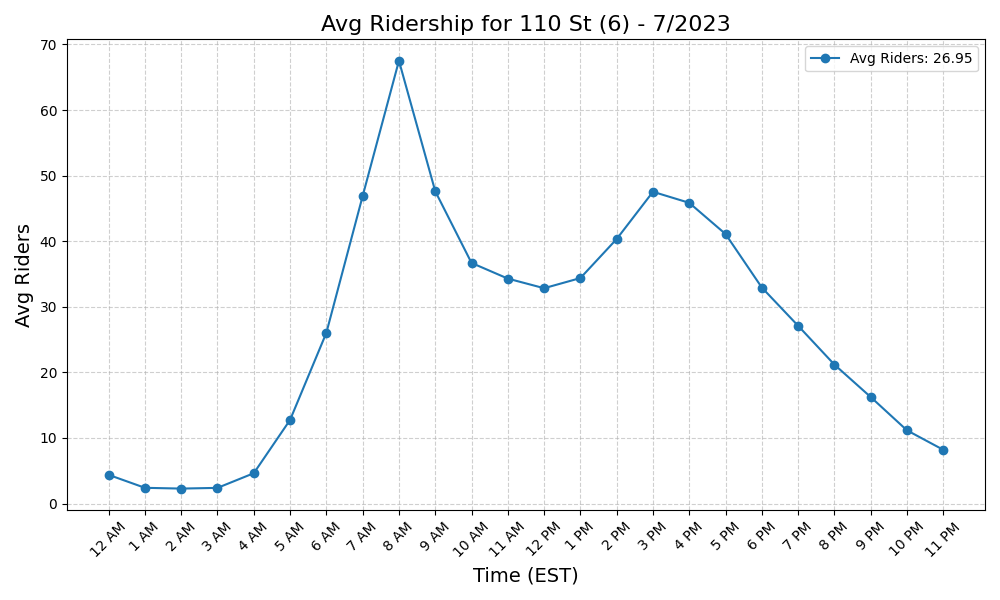 Avg Ridership for 110 St (6) - 7/2023
Avg Riders: 26.95
Avg Riders
70
60
50
40
30
20
10
0
12 AM
1 AM
2 AM
3 AM
4 AM
5 AM
6 AM
7 AM
8 AM
9 AM
10 AM
11 AM
12 PM
1 PM
2 PM
3 PM
4 PM
5 PM
6 PM
7 PM
8 PM
9 PM
10 PM
11 PM
Time (EST)